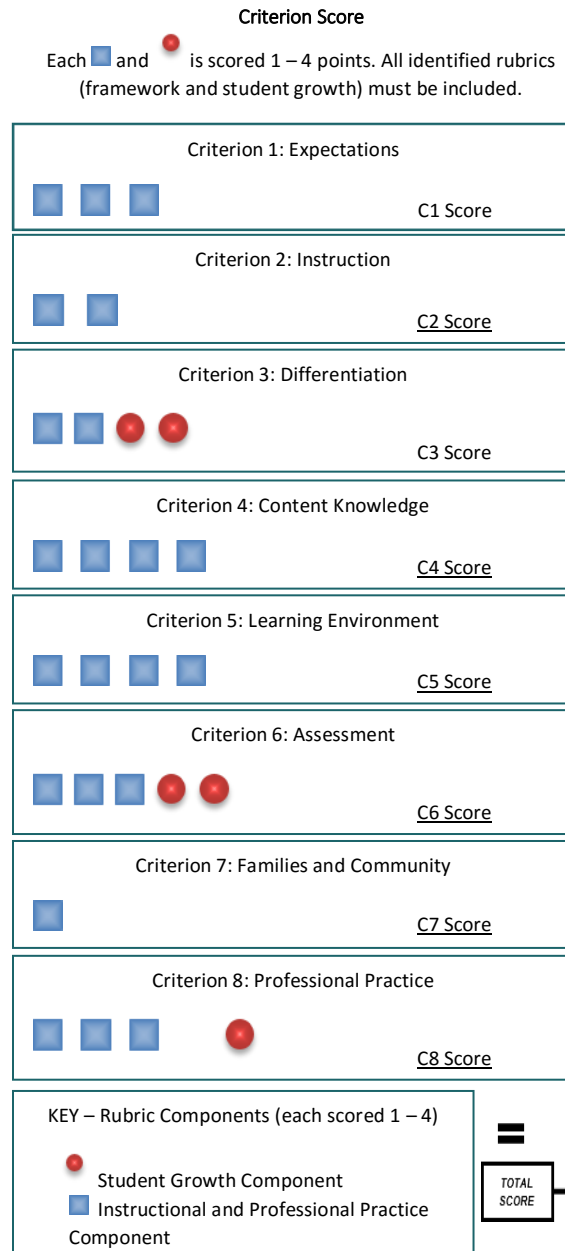 Criterion Score
Each and is scored 1 – 4 points. All identified rubrics
(framework and student growth) must be included.
Criterion 1: Expectations
C1 Score
Criterion 2: Instruction
C2 Score
Criterion 3: Differentiation
C3 Score
Criterion 4: Content Knowledge
C4 Score
Criterion 5: Learning Environment
C5 Score
Criterion 6: Assessment
C6 Score
Criterion 7: Families and Community
C7 Score
Criterion 8: Professional Practice
C8 Score
KEY – Rubric Components (each scored 1 – 4)
Student Growth Component
Instructional and Professional Practice
Component
=
TOTAL
SCORE